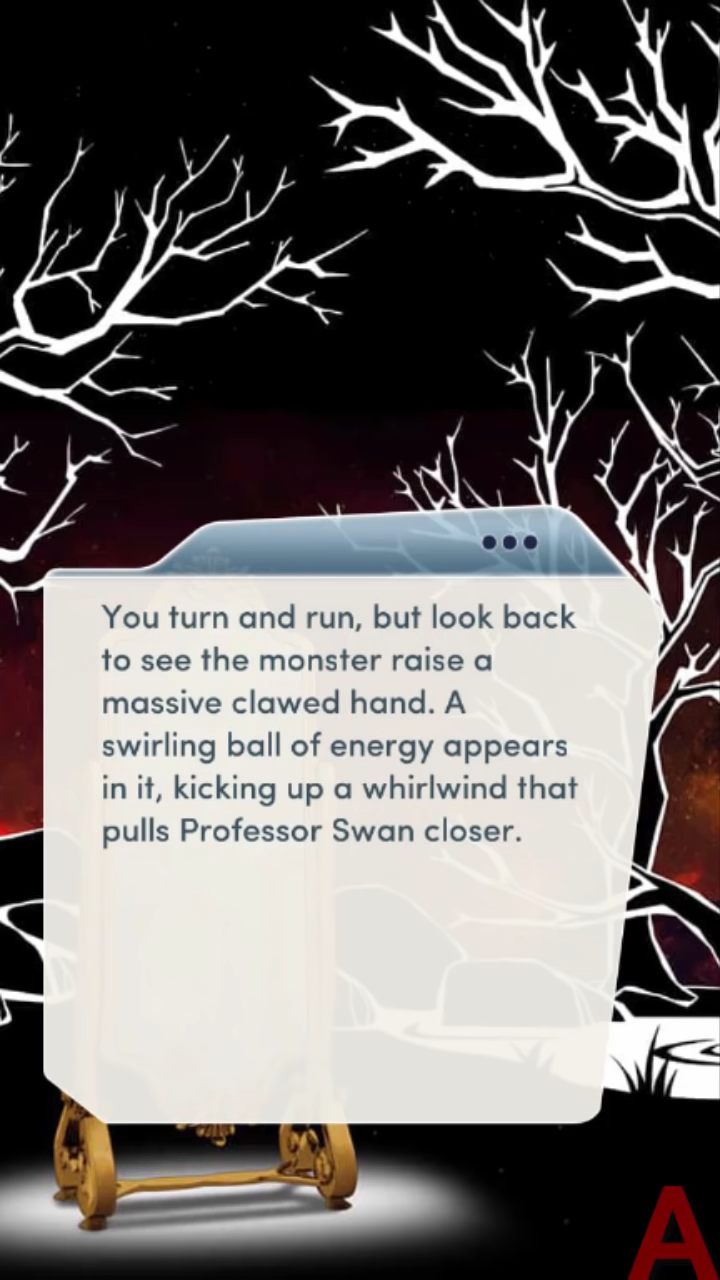 You turn and run, but look back
to see the monster raise a
massive clawed hand. A
swirling ball of energy appears
in it, kicking up a whirlwind that
pulls Professor Swan closer.
A